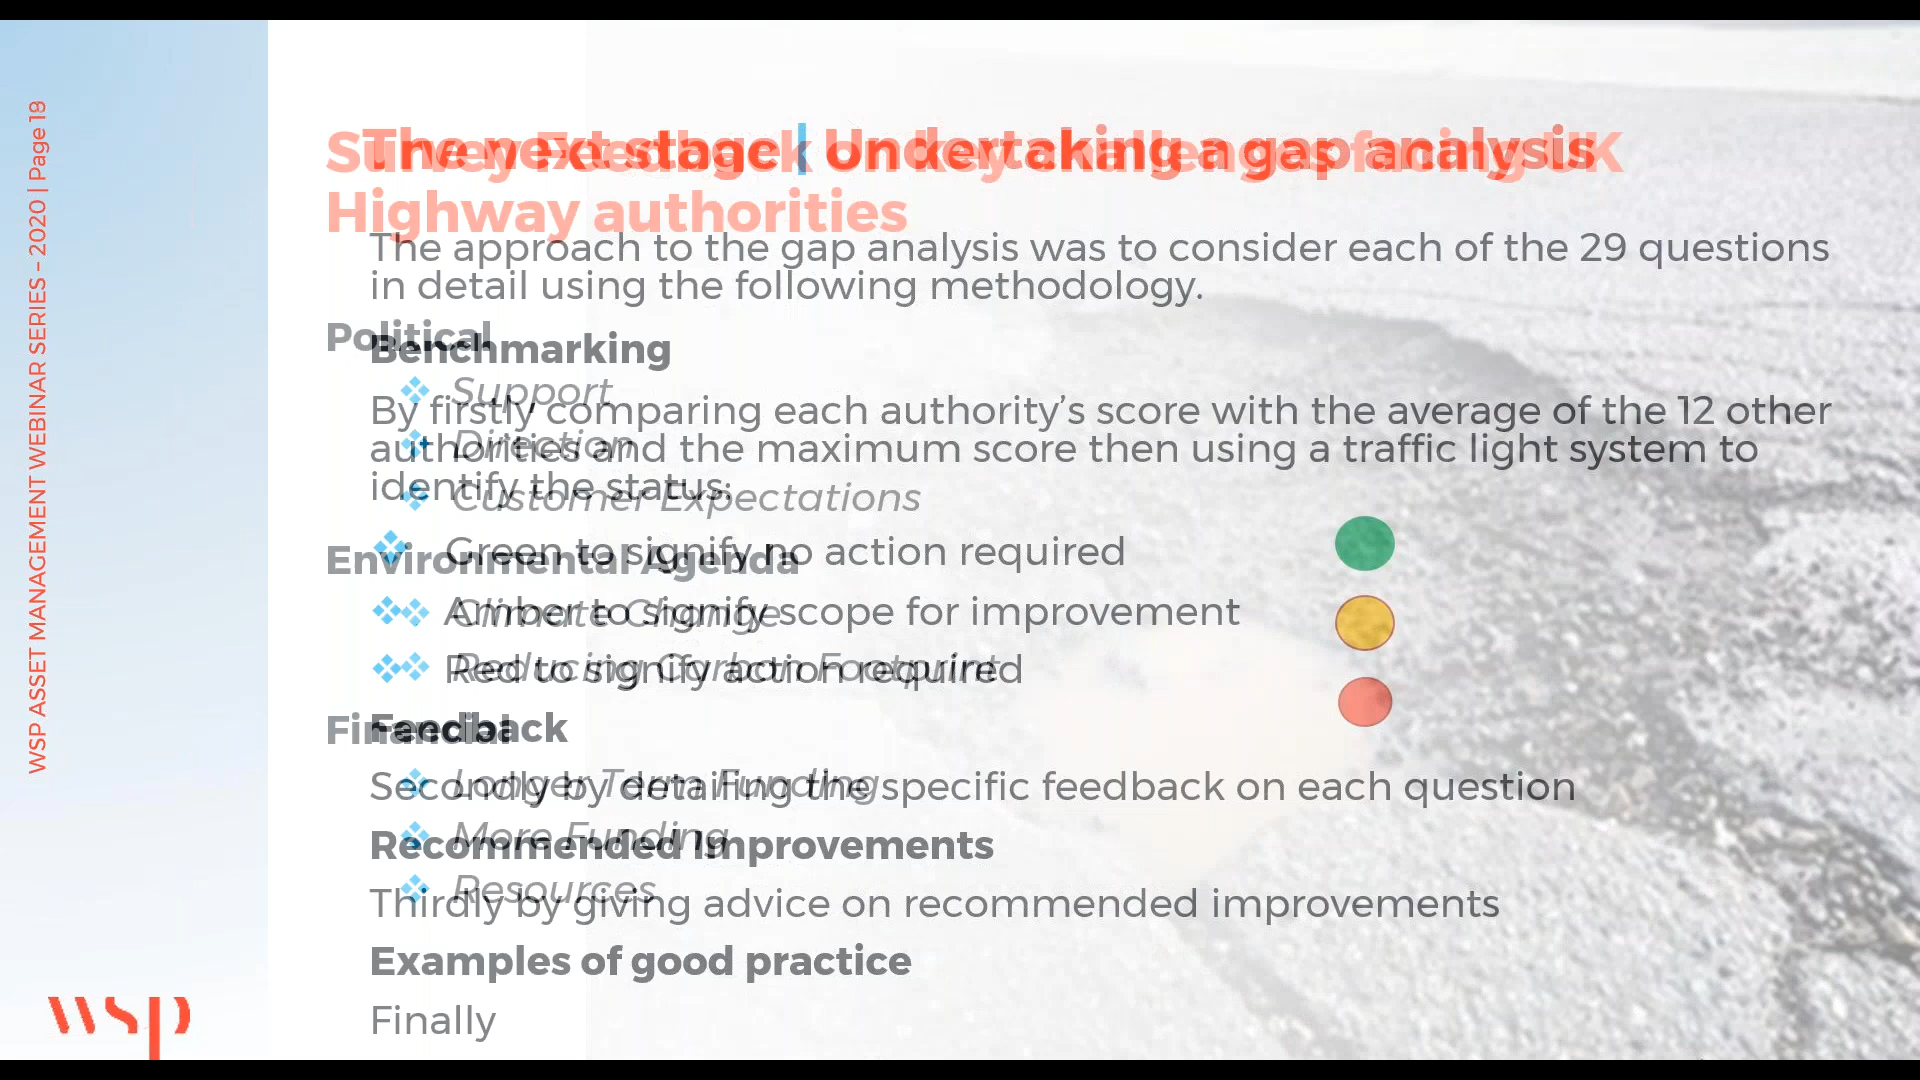 WSP ASSET MANAGEMENT WEBINAR SERIES – 2020 | Page 18
The next stage | Undertaking a gap analysis
The approach to the gap analysis was to consider each of the 29 questions
in detail using the following methodology.
Benchmarking
By firstly comparing each authority’s score with the average of the 12 other
authorities and the maximum score then using a traffic light system to
identify the status:
Green to signify no action required
Amber to signify scope for improvement
Red to signify action required
Feedback
Secondly by detailing the specific feedback on each question
Recommended Improvements
Thirdly by giving advice on recommended improvements
Examples of good practice
Finally
Survey Feedback on key challenges facing UK
Highway authorities
Political
Support
Direction
Customer Expectations
Environmental Agenda
Climate Change
Reducing Carbon Footprint
Financial
Longer Term Funding
More Funding
Resources
wsp